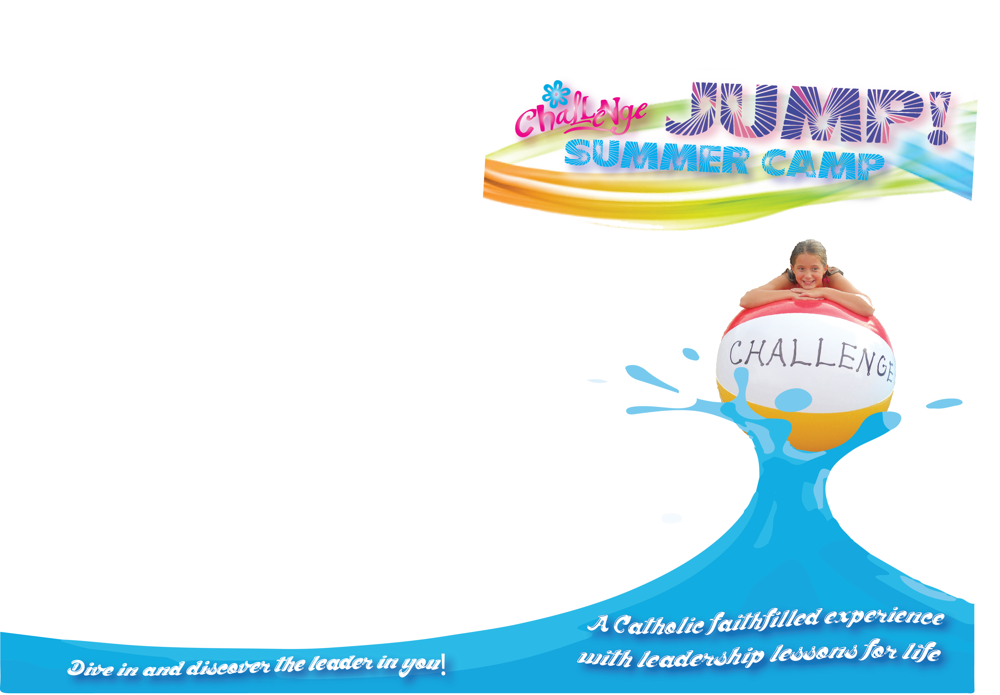 Challenge JUMP!
SUMMER CAMP
CHALLENGE
A Catholic faithfilled experience
with leadership lessons for life
Dive in and discover the leader in you!